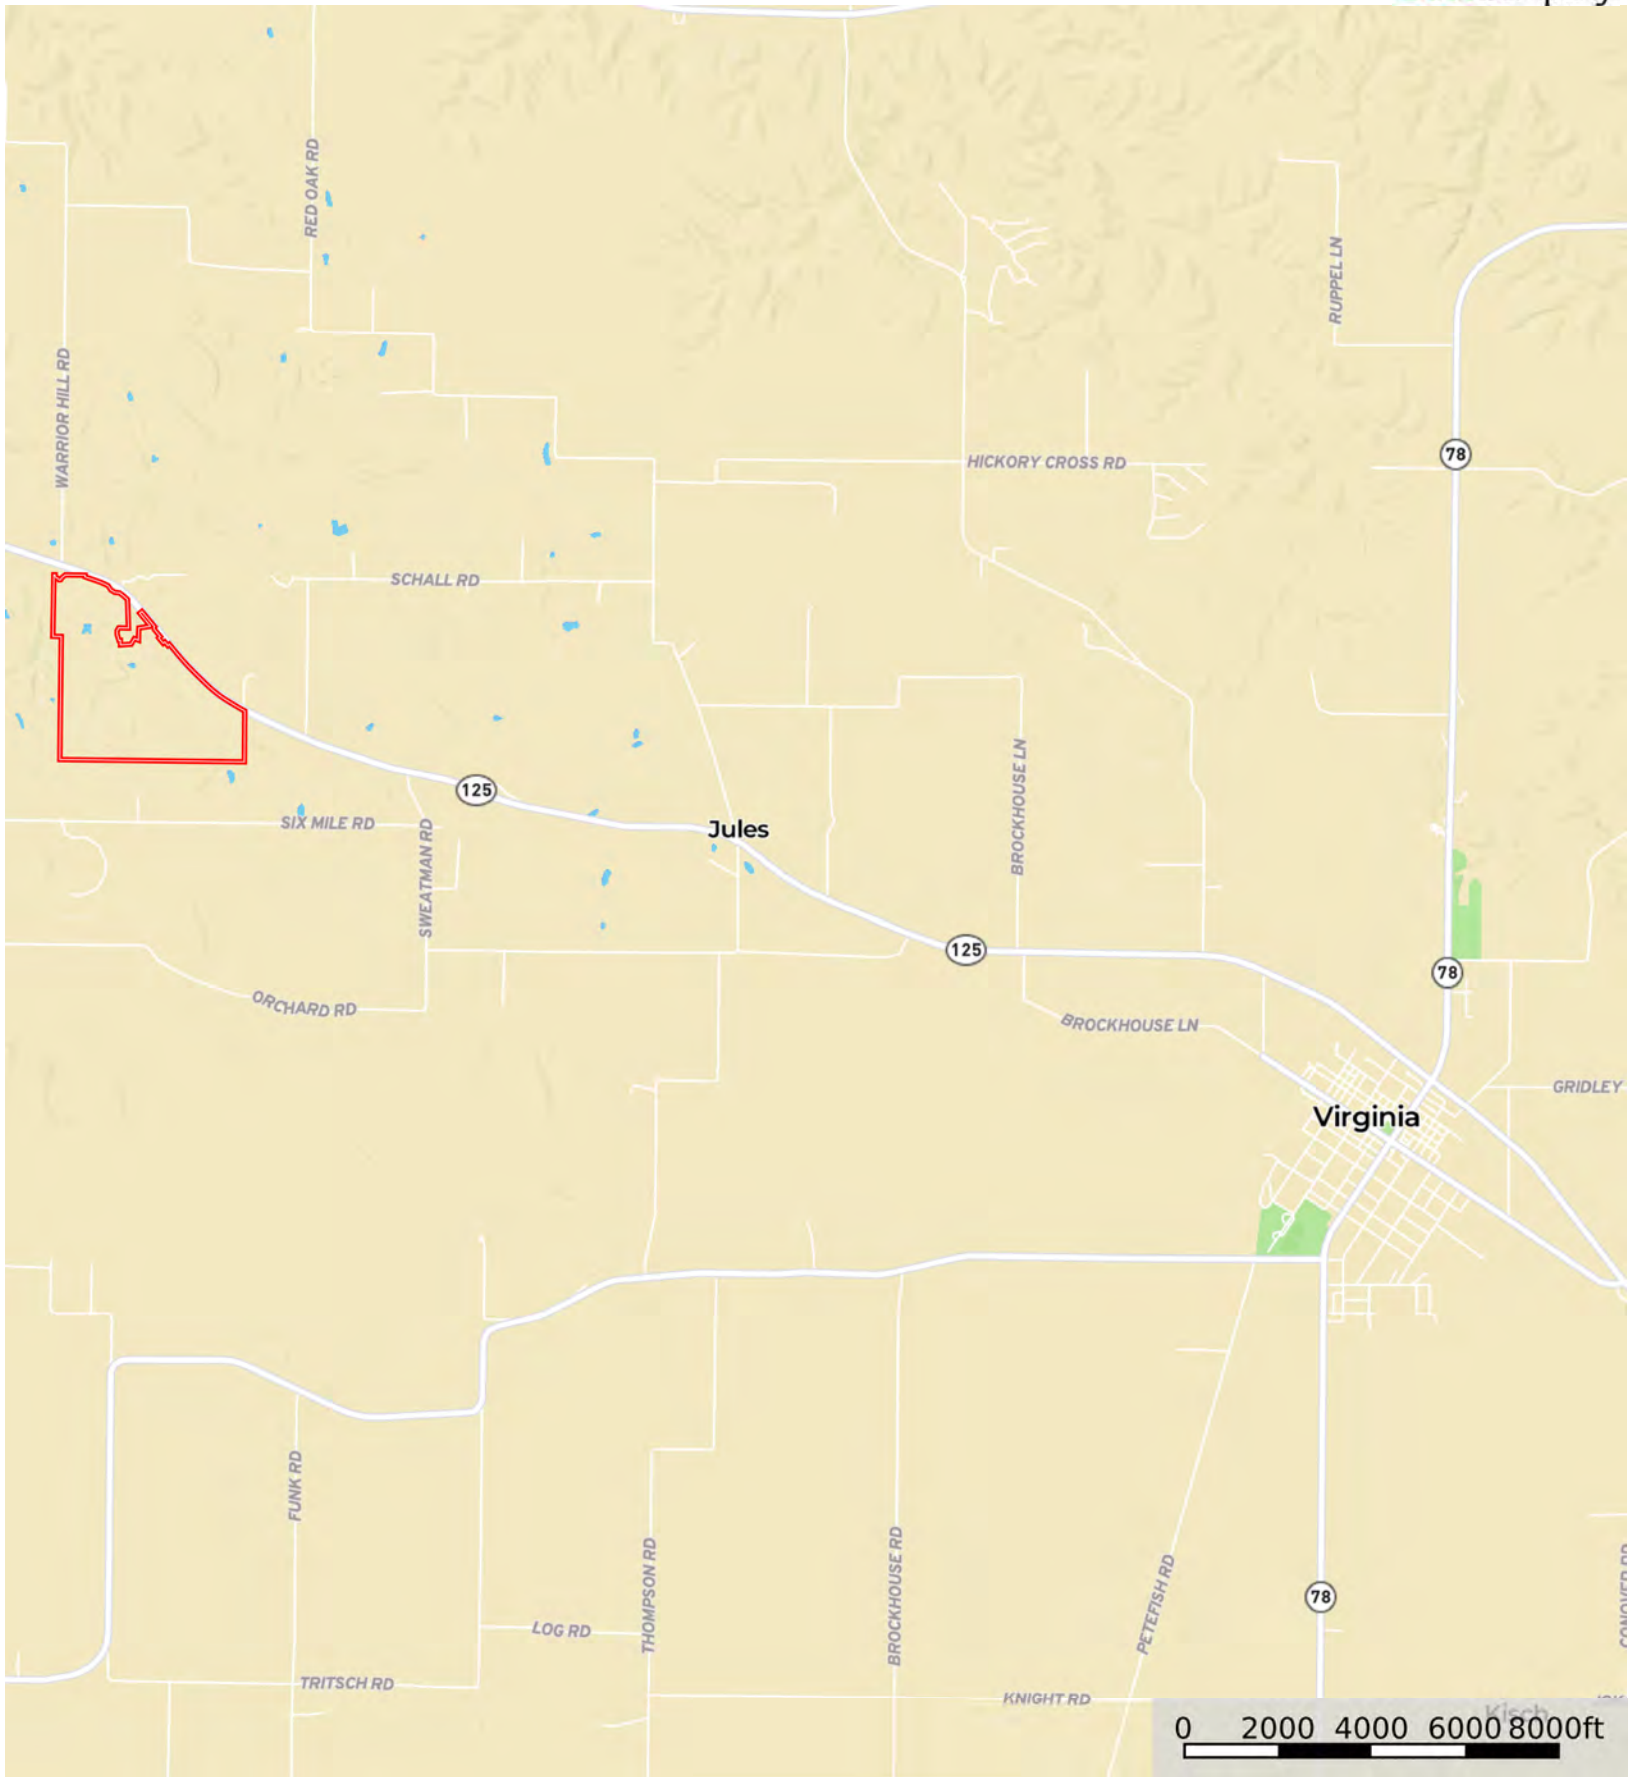 RED OAK RD
RUPPEL LN
WARRIOR HILL RD
78
HICKORY CROSS RD
SCHALL RD
125
BROCKHOUSE LN
SIX MILE RD
SWEATMAN RD
Jules
125
78
ORCHARD RD
BROCKHOUSE LN
GRIDLEY
Virginia
FUNK RD
THOMPSON RD
BROCKHOUSE RD
PETEFISH RD
78
LOG RD
TRITSCH RD
KNIGHT RD
Kisch
0 2000 4000 6000 8000ft